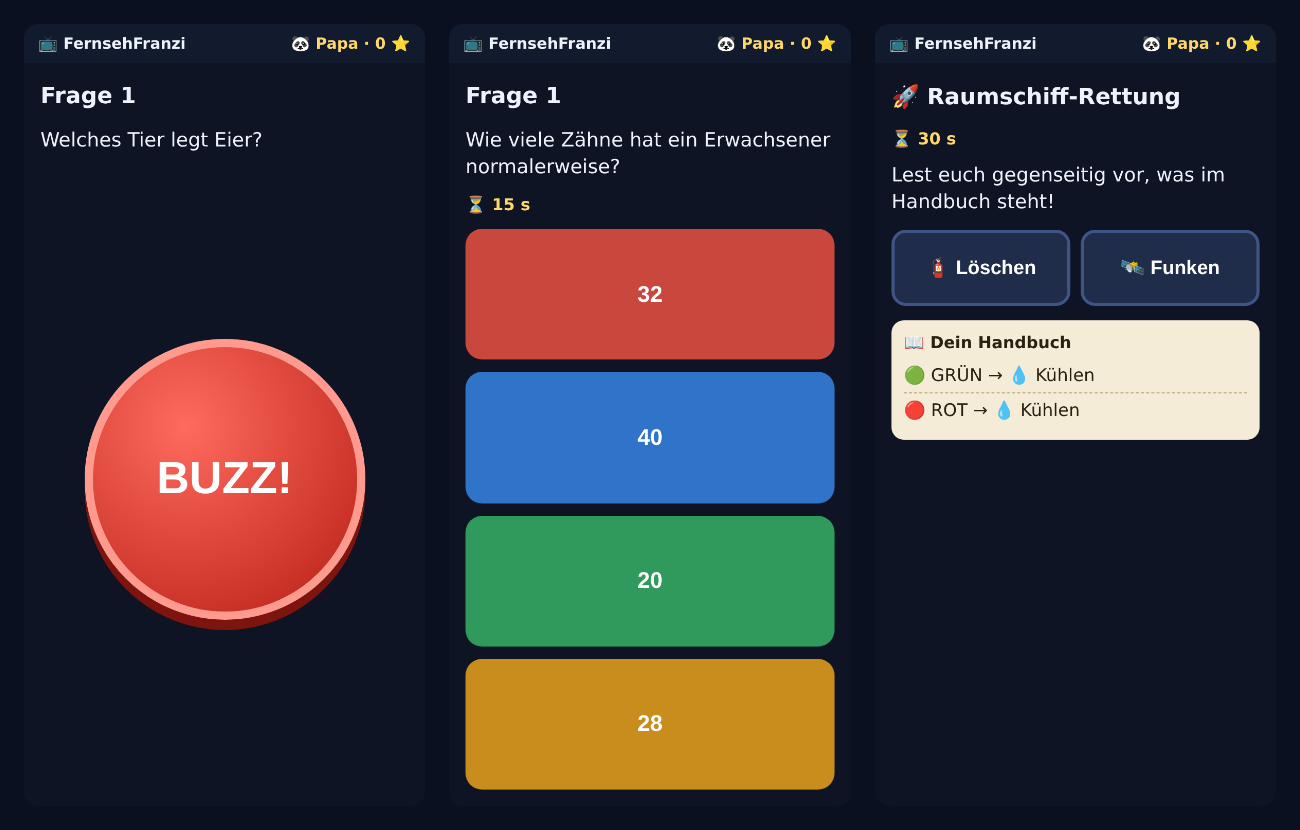 📺 FernsehFranzi 🐼 Papa · 0 ⭐
Frage 1
Welches Tier legt Eier?
BUZZ!
📺 FernsehFranzi 🐼 Papa · 0 ⭐
Frage 1
Wie viele Zähne hat ein Erwachsener
normalerweise?
⏳ 15 s
32
40
20
28
📺 FernsehFranzi 🐼 Papa · 0 ⭐
🚀 Raumschiff-Rettung
⏳ 30 s
Lest euch gegenseitig vor, was im
Handbuch steht!
🧯 Löschen
🛰️ Funken
📖 Dein Handbuch
🟢 GRÜN → 💧 Kühlen
🔴 ROT → 💧 Kühlen